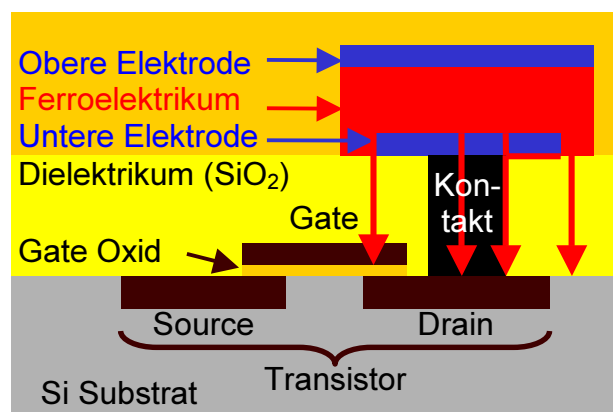 Obere Elektrode
Ferroelektrikum
Untere Elektrode
Dielektrikum (SiO₂)
Kon-
takt
Gate
Gate Oxid
Source
Drain
Transistor
Si Substrat